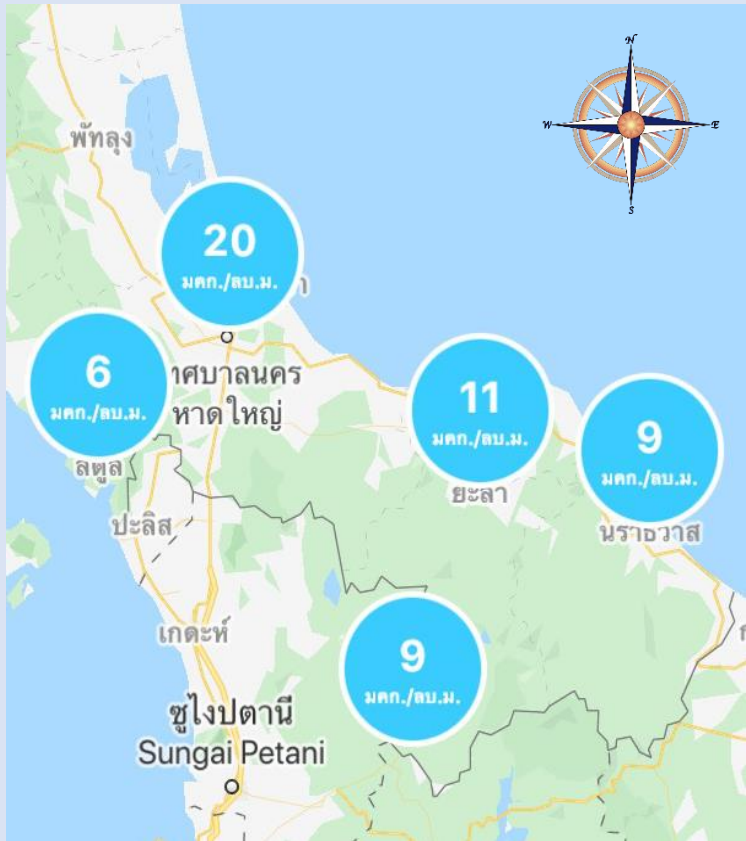 N
W
E
S
พัทลุง
20
มคก./ลบ.ม.
6
มคก./ลบ.ม.
ทศบาลนคร
หาดใหญ่
11
มคก./ลบ.ม.
9
มคก./ลบ.ม.
สตูล
ยะลา
ปะลิส
นราธิวาส
เกดะห์
9
มคก./ลบ.ม.
ซูไงปตานี
Sungai Petani